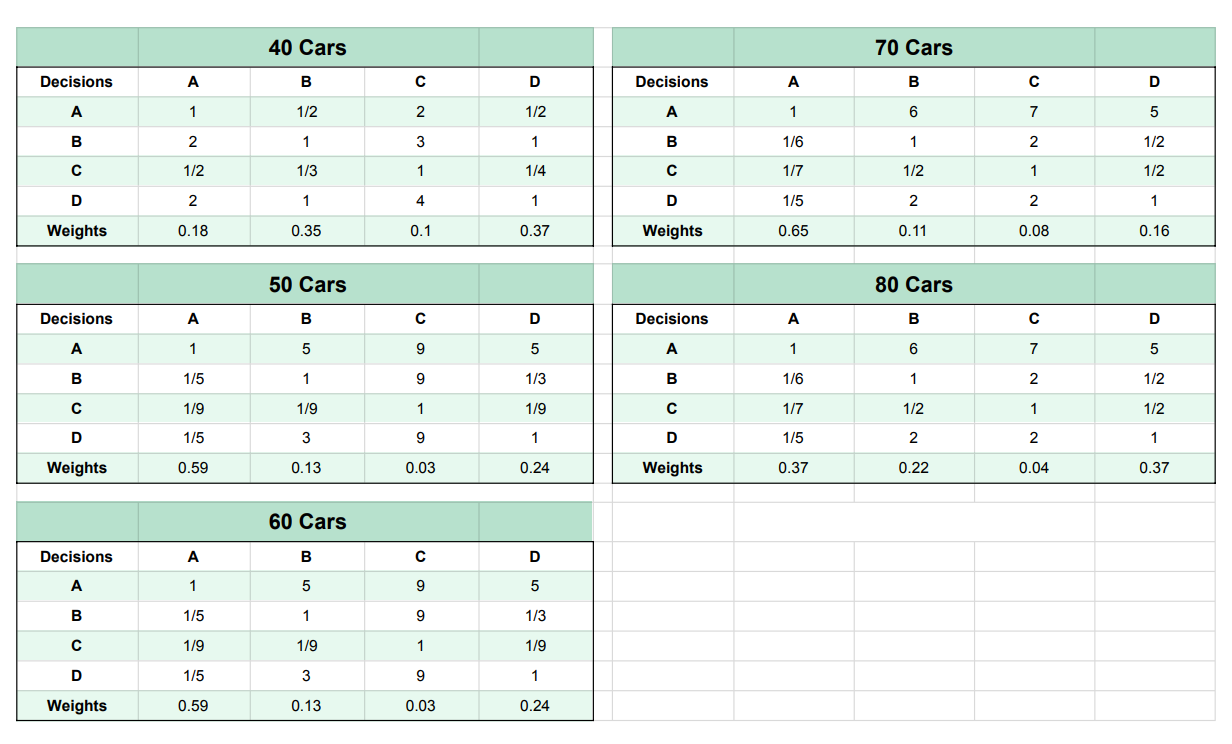 40 Cars
Decisions A B C D
A 1 1/2 2 1/2
B 2 1 3 1
C 1/2 1/3 1 1/4
D 2 1 4 1
Weights 0.18 0.35 0.1 0.37
70 Cars
Decisions A B C D
A 1 6 7 5
B 1/6 1 2 1/2
C 1/7 1/2 1 1/2
D 1/5 2 2 1
Weights 0.65 0.11 0.08 0.16
50 Cars
Decisions A B C D
A 1 5 9 5
B 1/5 1 9 1/3
C 1/9 1/9 1 1/9
D 1/5 3 9 1
Weights 0.59 0.13 0.03 0.24
80 Cars
Decisions A B C D
A 1 6 7 5
B 1/6 1 2 1/2
C 1/7 1/2 1 1/2
D 1/5 2 2 1
Weights 0.37 0.22 0.04 0.37
60 Cars
Decisions A B C D
A 1 5 9 5
B 1/5 1 9 1/3
C 1/9 1/9 1 1/9
D 1/5 3 9 1
Weights 0.59 0.13 0.03 0.24